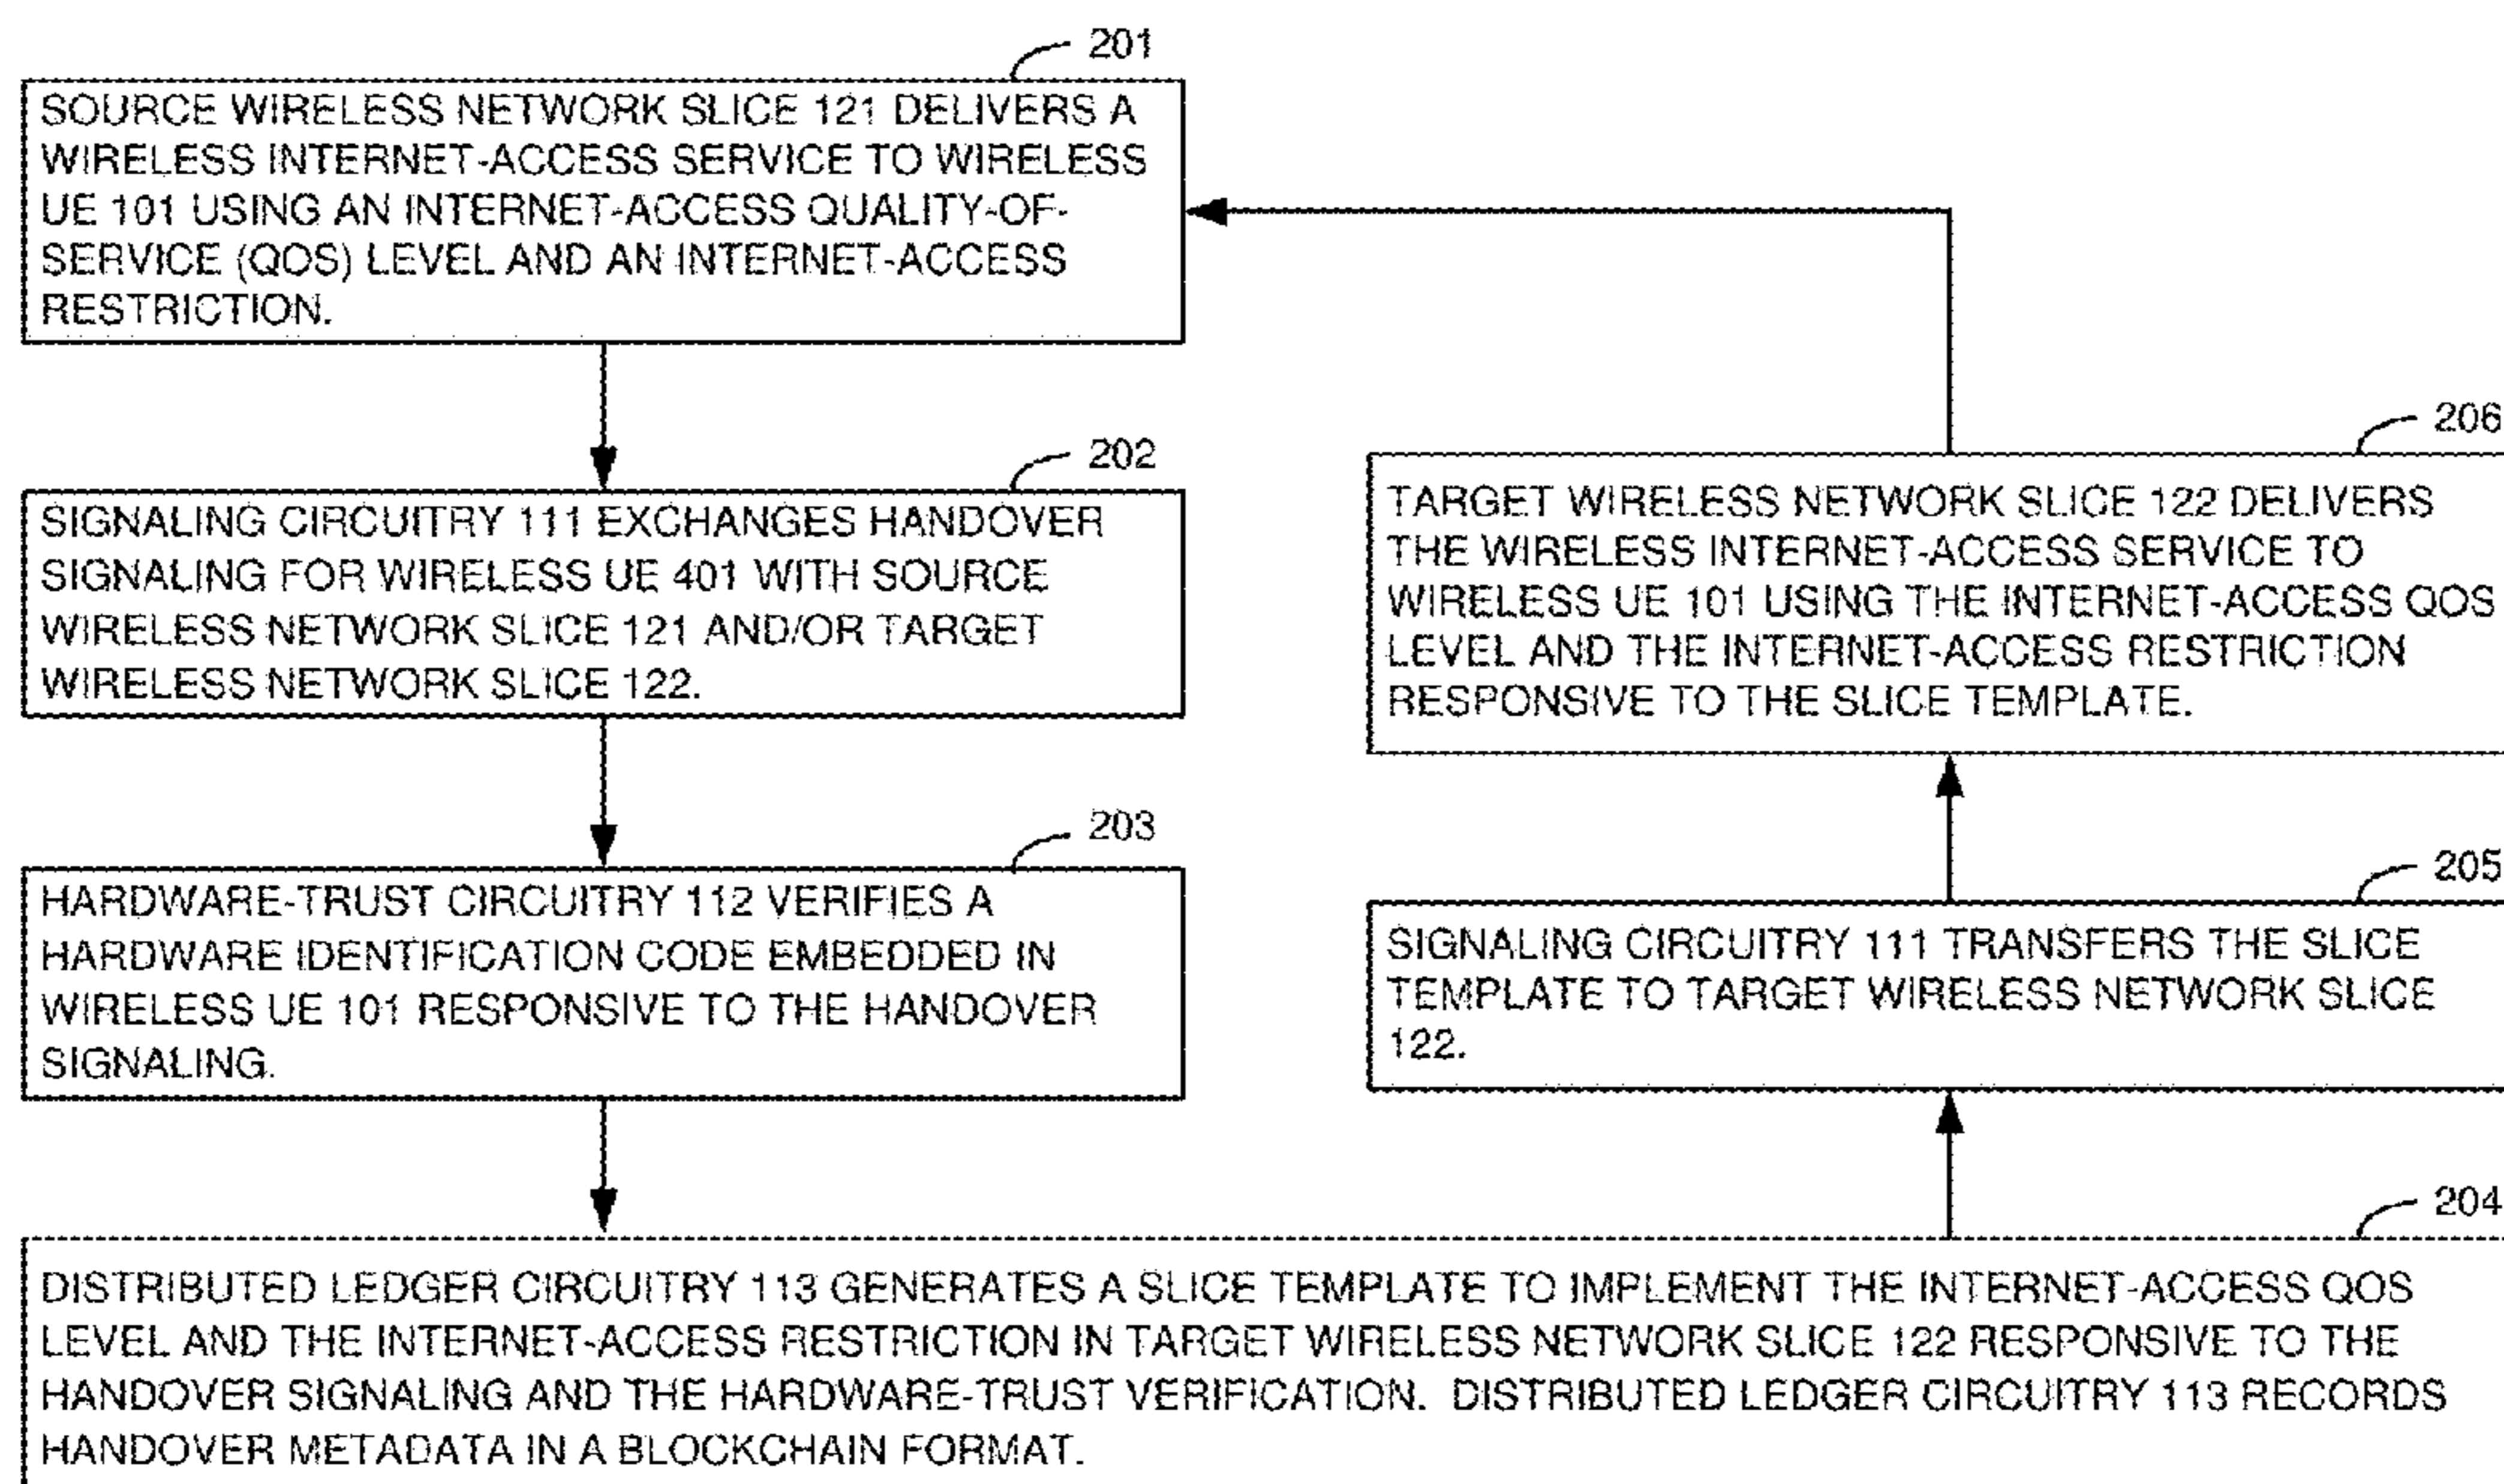 201
SOURCE WIRELESS NETWORK SLICE 121 DELIVERS A
WIRELESS INTERNET-ACCESS SERVICE TO WIRELESS
UE 101 USING AN INTERNET-ACCESS QUALITY-OF-
SERVICE (QOS) LEVEL AND AN INTERNET-ACCESS
RESTRICTION.
202
SIGNALING CIRCUITRY 111 EXCHANGES HANDOVER
SIGNALING FOR WIRELESS UE 401 WITH SOURCE
WIRELESS NETWORK SLICE 121 AND/OR TARGET
WIRELESS NETWORK SLICE 122.
203
HARDWARE-TRUST CIRCUITRY 112 VERIFIES A
HARDWARE IDENTIFICATION CODE EMBEDDED IN
WIRELESS UE 101 RESPONSIVE TO THE HANDOVER
SIGNALING.
204
DISTRIBUTED LEDGER CIRCUITRY 113 GENERATES A SLICE TEMPLATE TO IMPLEMENT THE INTERNET-ACCESS QOS
LEVEL AND THE INTERNET-ACCESS RESTRICTION IN TARGET WIRELESS NETWORK SLICE 122 RESPONSIVE TO THE
HANDOVER SIGNALING AND THE HARDWARE-TRUST VERIFICATION. DISTRIBUTED LEDGER CIRCUITRY 113 RECORDS
HANDOVER METADATA IN A BLOCKCHAIN FORMAT.
205
SIGNALING CIRCUITRY 111 TRANSFERS THE SLICE
TEMPLATE TO TARGET WIRELESS NETWORK SLICE
122.
206
TARGET WIRELESS NETWORK SLICE 122 DELIVERS
THE WIRELESS INTERNET-ACCESS SERVICE TO
WIRELESS UE 101 USING THE INTERNET-ACCESS QOS
LEVEL AND THE INTERNET-ACCESS RESTRICTION
RESPONSIVE TO THE SLICE TEMPLATE.